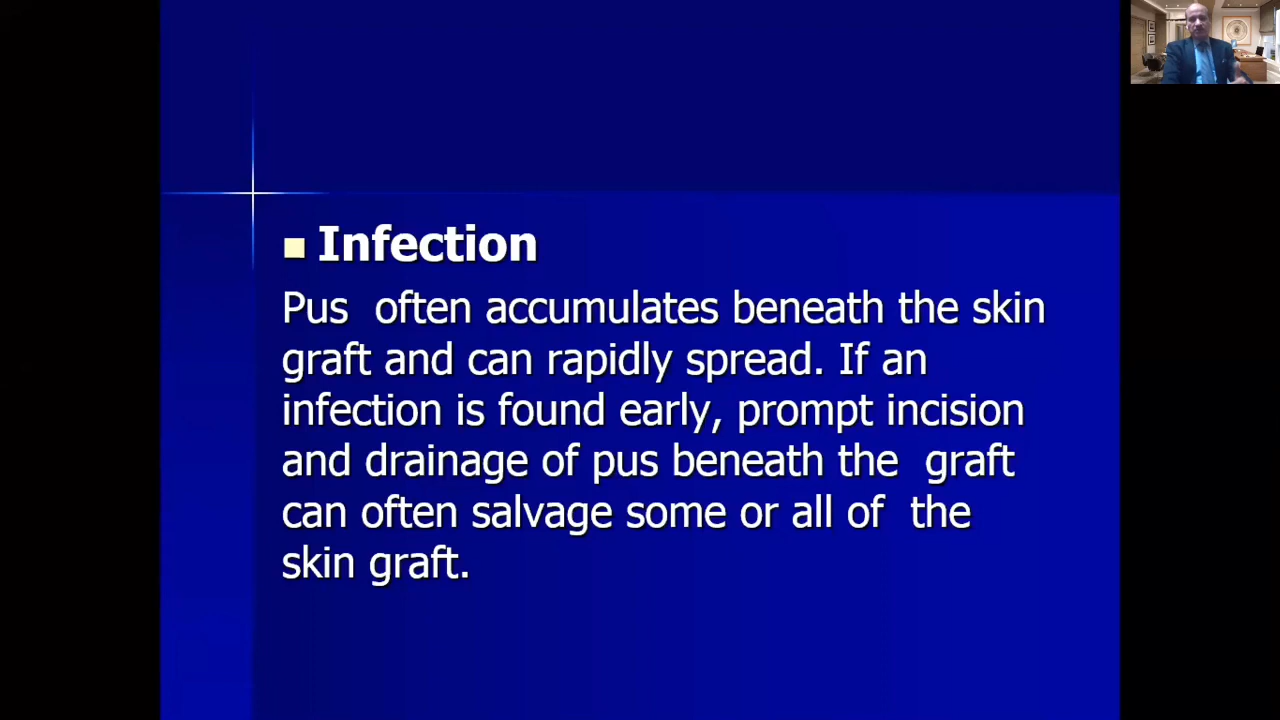 Infection
Pus often accumulates beneath the skin
graft and can rapidly spread. If an
infection is found early, prompt incision
and drainage of pus beneath the graft
can often salvage some or all of the
skin graft.